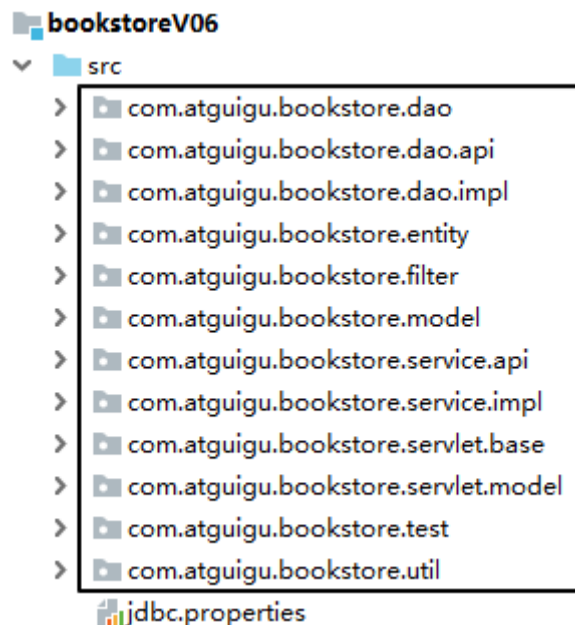 bookstoreV06
src
com.atguigu.bookstore.dao
com.atguigu.bookstore.dao.api
com.atguigu.bookstore.dao.impl
com.atguigu.bookstore.entity
com.atguigu.bookstore.filter
com.atguigu.bookstore.model
com.atguigu.bookstore.service.api
com.atguigu.bookstore.service.impl
com.atguigu.bookstore.servlet.base
com.atguigu.bookstore.servlet.model
com.atguigu.bookstore.test
com.atguigu.bookstore.util
jdbc.properties